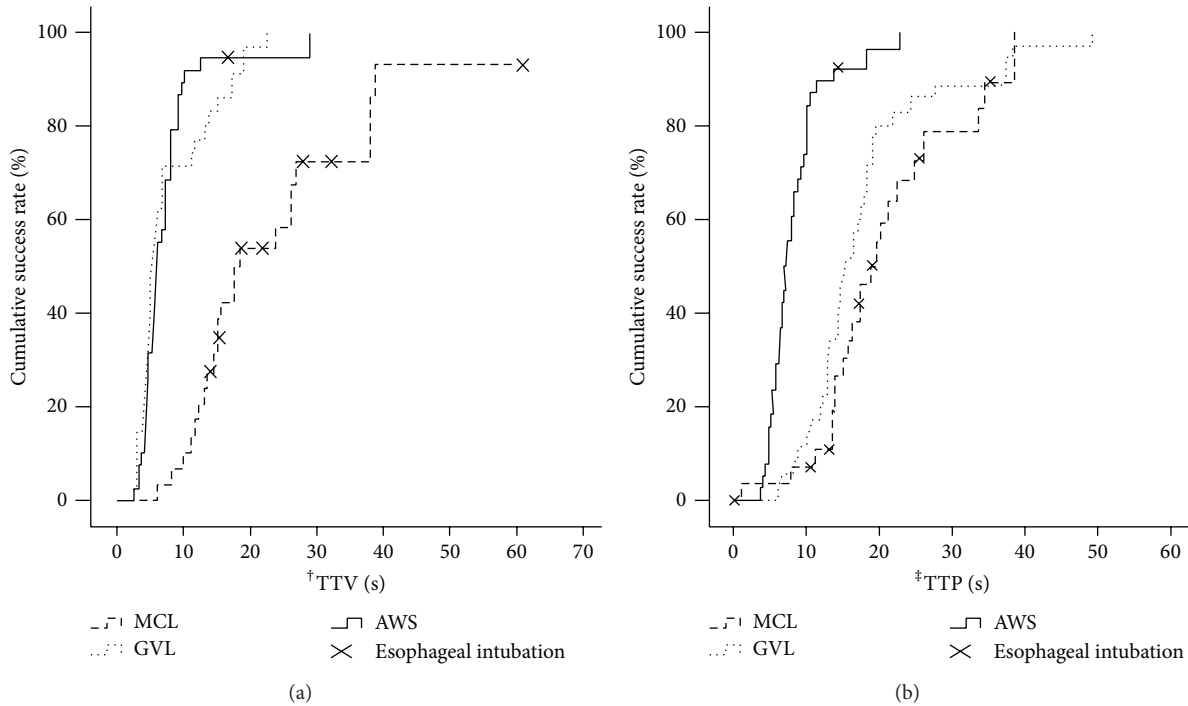 100
80
60
40
20
0
Cumulative success rate (%)
0 10 20 30 40 50 60 70
†TTV (s)
MCL
GVL
AWS
Esophageal intubation
(a)
100
80
60
40
20
0
Cumulative success rate (%)
0 10 20 30 40 50 60
‡TTP (s)
MCL
GVL
AWS
Esophageal intubation
(b)